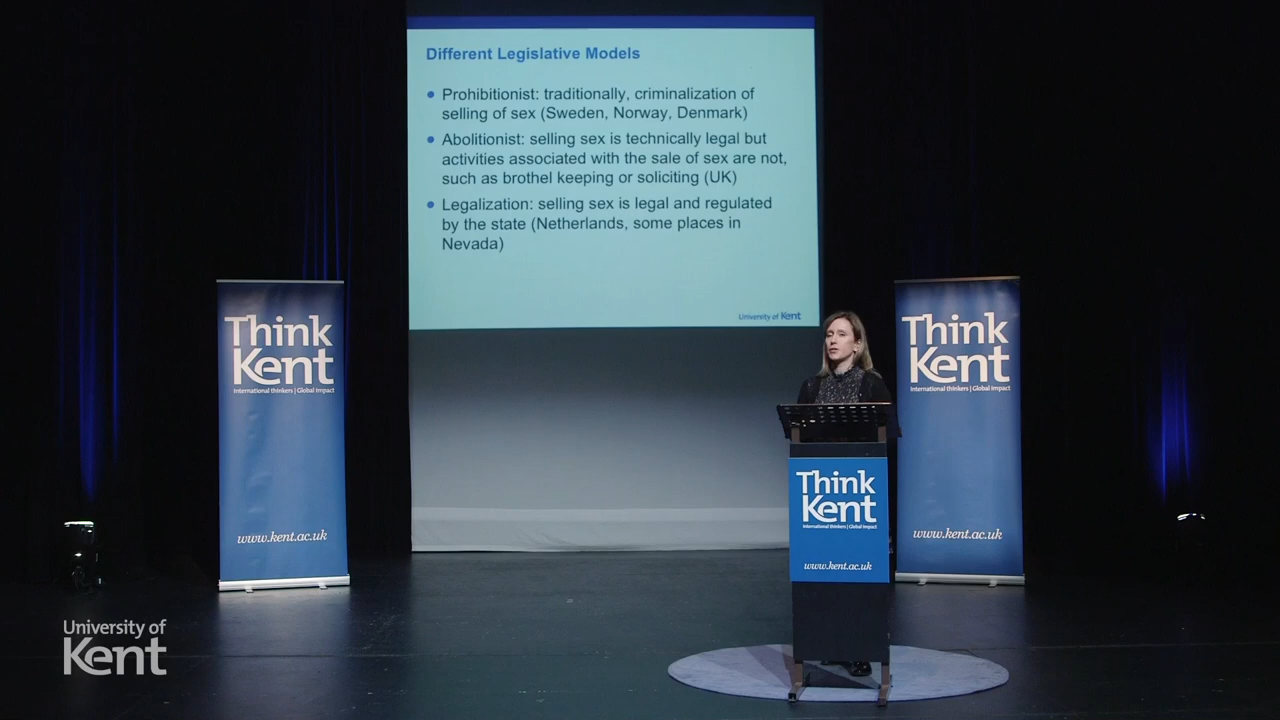 Different Legislative Models
Prohibitionist: traditionally, criminalization of
selling of sex (Sweden, Norway, Denmark)
Abolitionist: selling sex is technically legal but
activities associated with the sale of sex are not,
such as brothel keeping or soliciting (UK)
Legalization: selling sex is legal and regulated
by the state (Netherlands, some places in
Nevada)
University of Kent
Think
Kent
International thinkers | Global impact
www.kent.ac.uk
Think
Kent
International thinkers | Global impact
www.kent.ac.uk
Think
Kent
International thinkers | Global impact
www.kent.ac.uk
University of
Kent